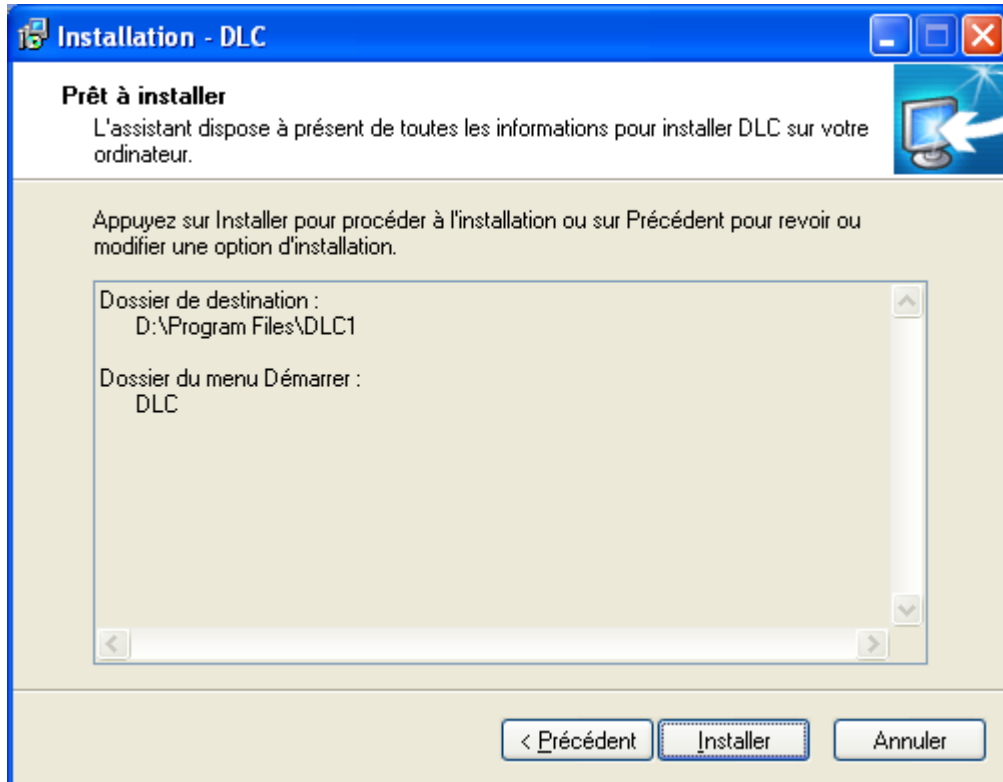 Installation - DLC
Prêt à installer
L'assistant dispose à présent de toutes les informations pour installer DLC sur votre
ordinateur.
Appuyez sur Installer pour procéder à l'installation ou sur Précédent pour revoir ou
modifier une option d'installation.
Dossier de destination :
D:\Program Files\DLC1
Dossier du menu Démarrer :
DLC
< Précédent
Installer
Annuler